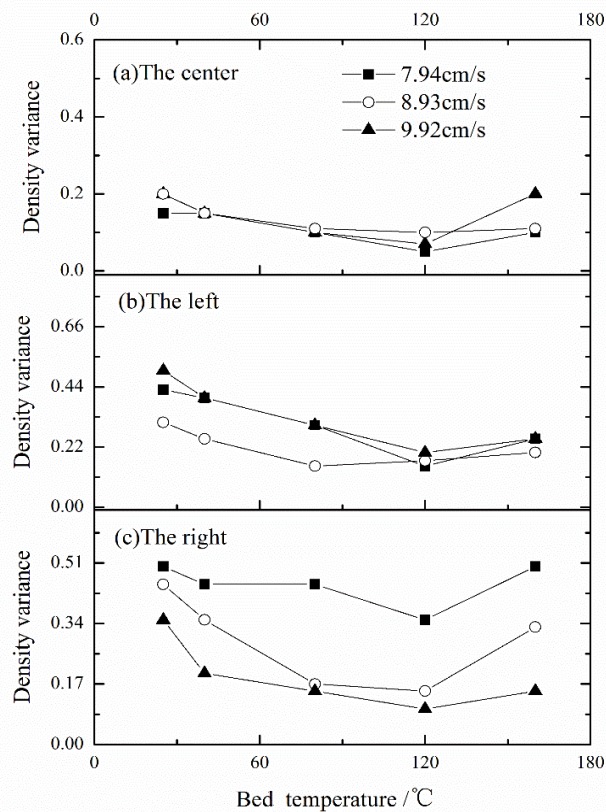 0 60 120 180
0.6
(a)The center
7.94cm/s
8.93cm/s
9.92cm/s
0.4
0.2
0.0
Density variance
(b)The left
0.66
0.44
0.22
0.00
Density variance
(c)The right
0.51
0.34
0.17
0.00
Density variance
0 60 120 180
Bed temperature /℃